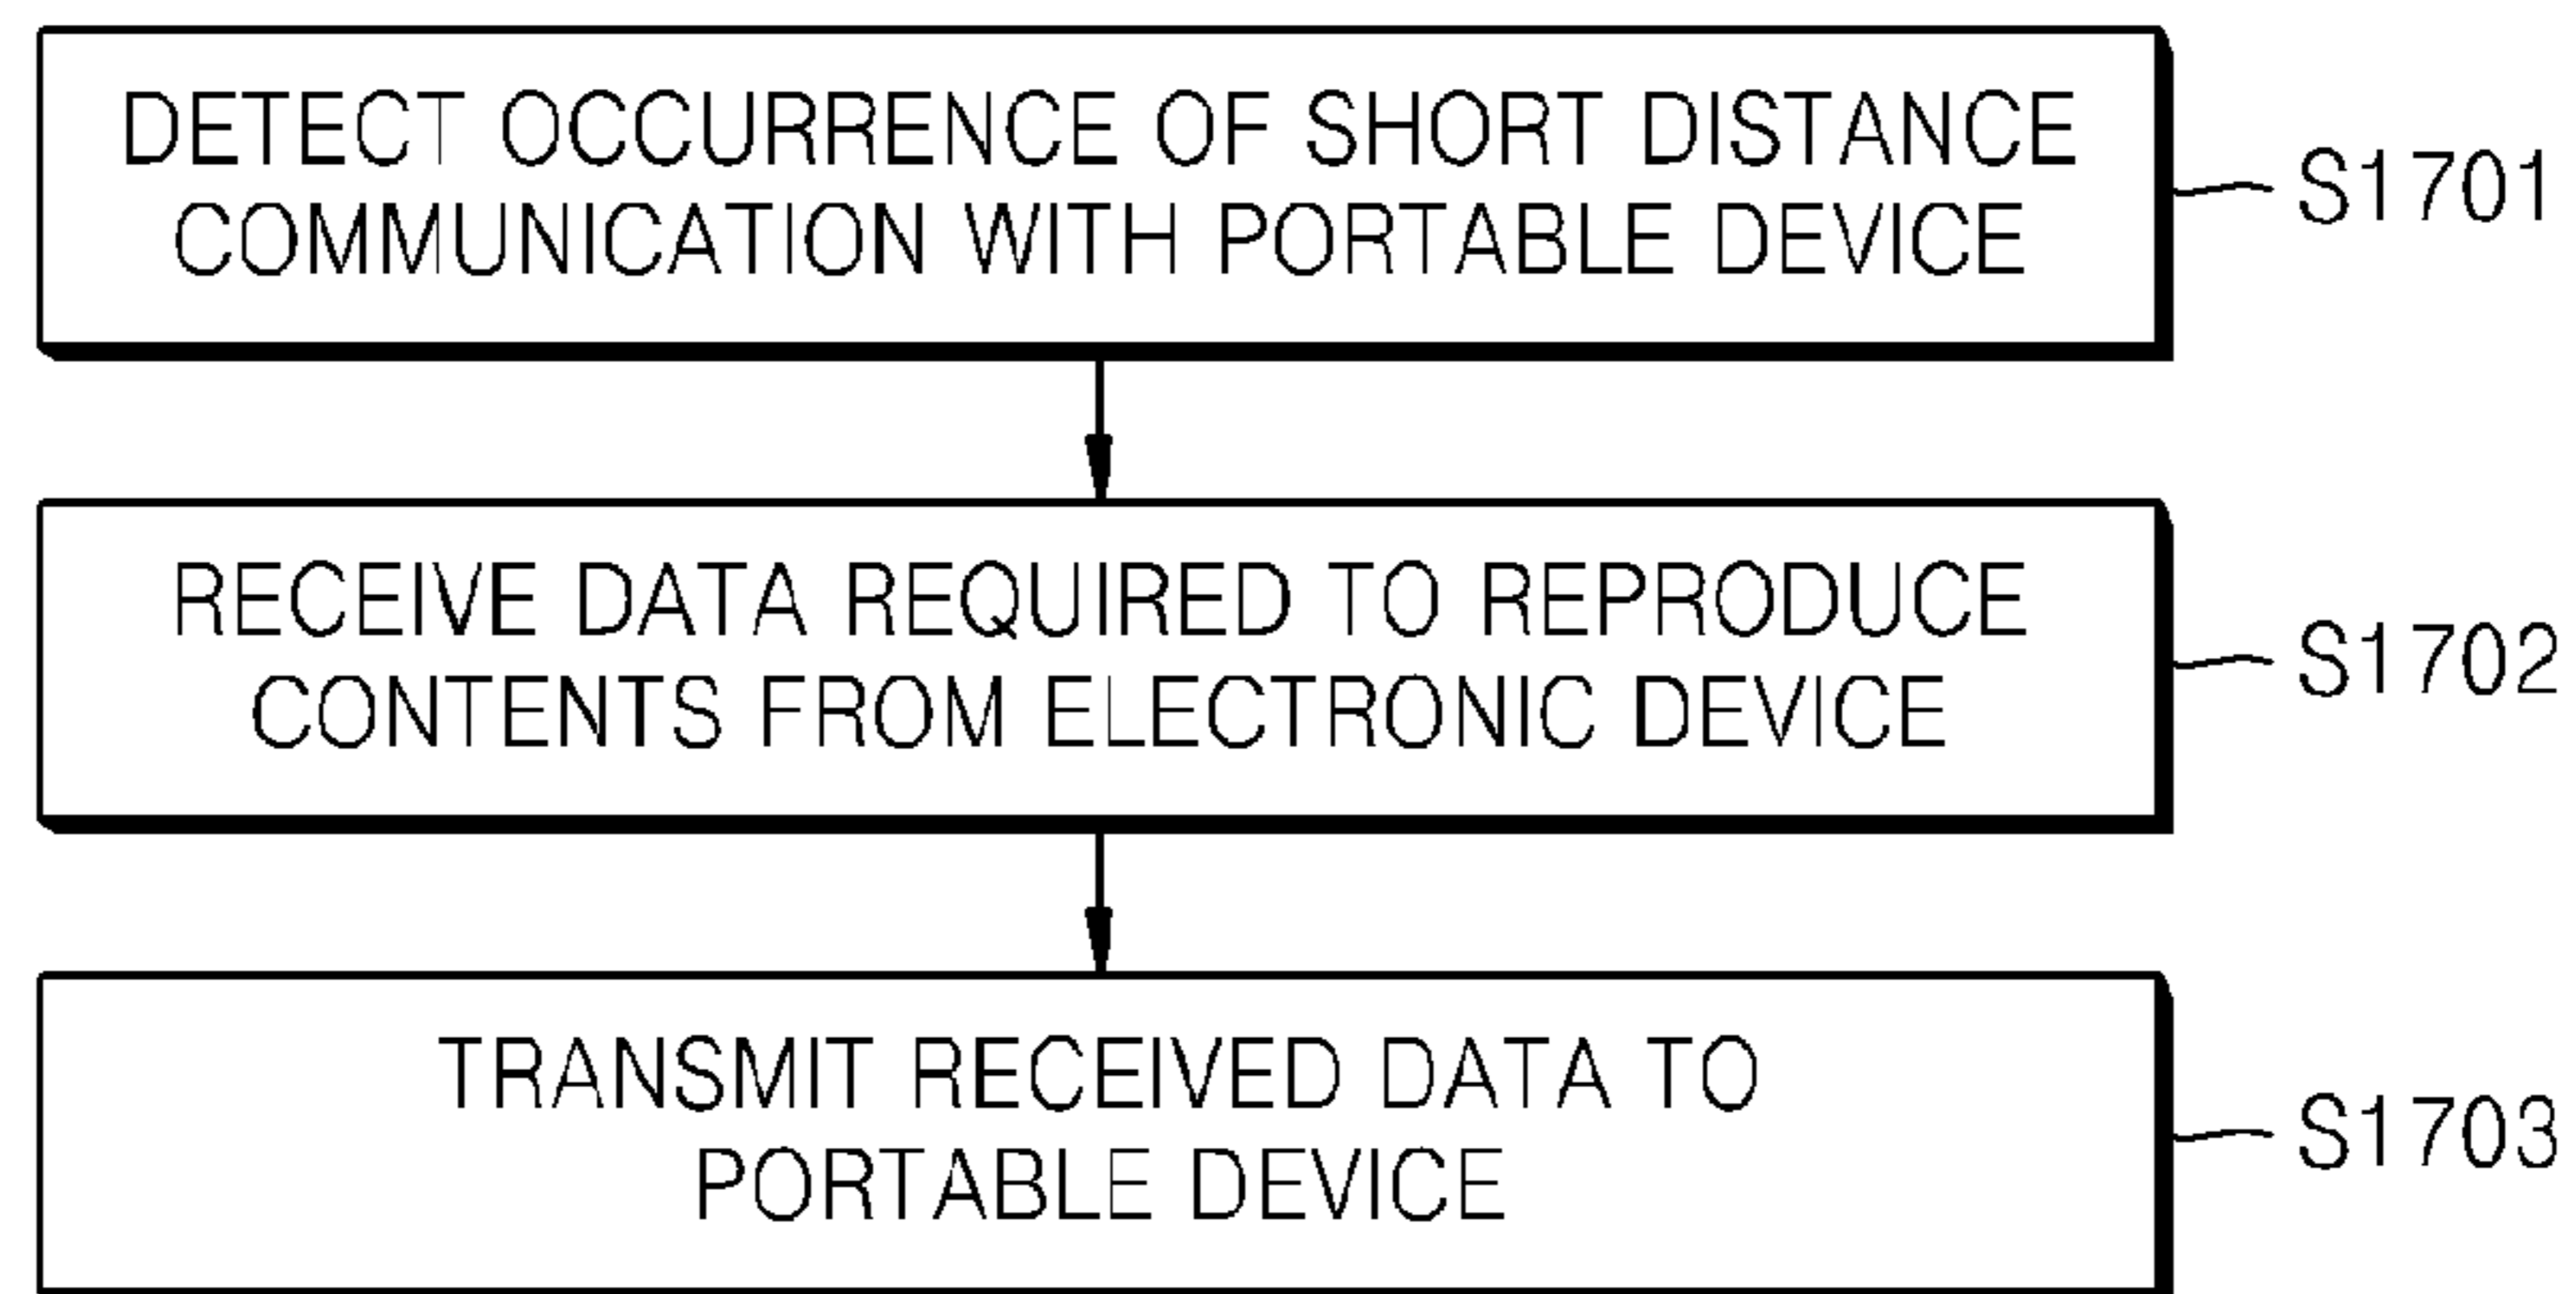 DETECT OCCURRENCE OF SHORT DISTANCE
COMMUNICATION WITH PORTABLE DEVICE
S1701
RECEIVE DATA REQUIRED TO REPRODUCE
CONTENTS FROM ELECTRONIC DEVICE
S1702
TRANSMIT RECEIVED DATA TO
PORTABLE DEVICE
S1703